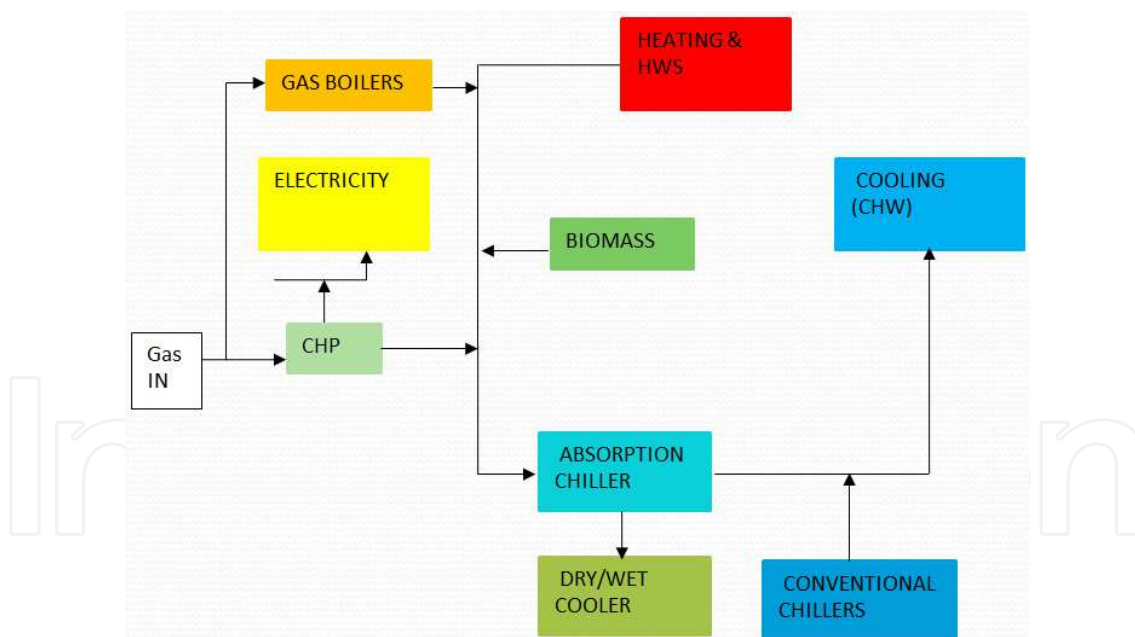 HEATING &
HWS
GAS BOILERS
ELECTRICITY
COOLING
(CHW)
BIOMASS
CHP
Gas
IN
ABSORPTION
CHILLER
DRY/WET
COOLER
CONVENTIONAL
CHILLERS